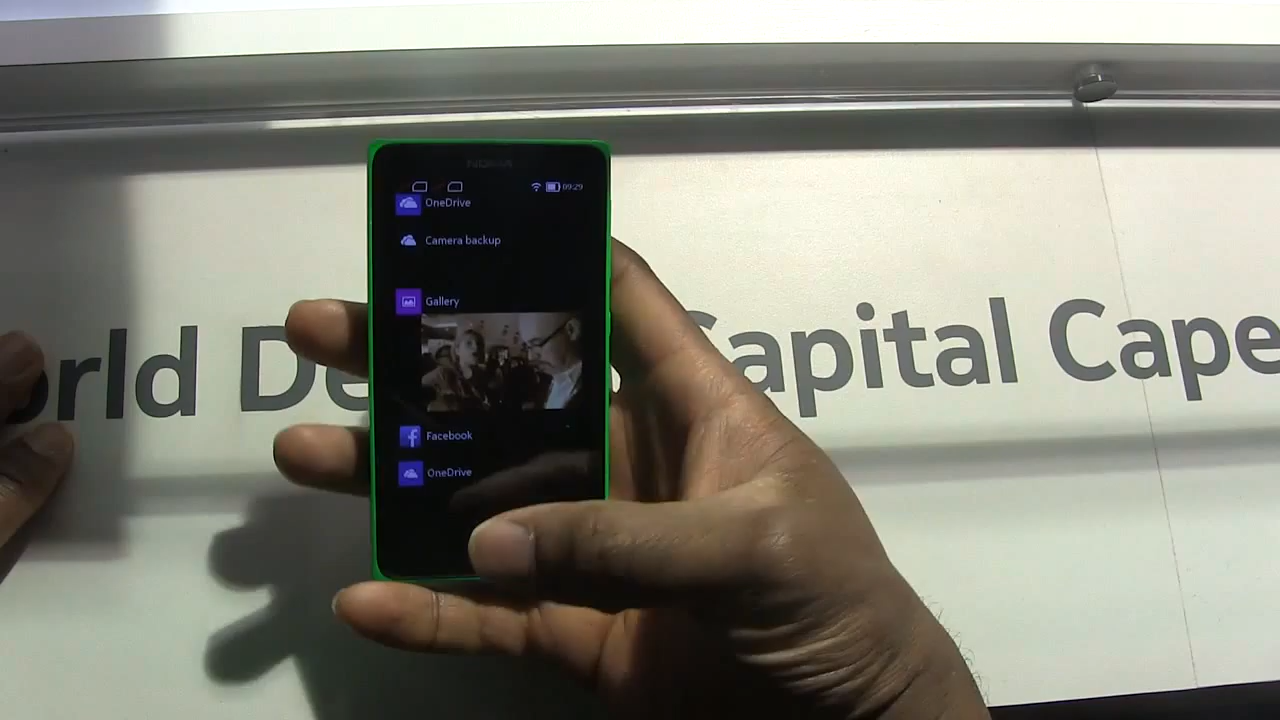 NOKIA
09:29
OneDrive
Camera backup
Gallery
Facebook
OneDrive
orld De Capital Cape